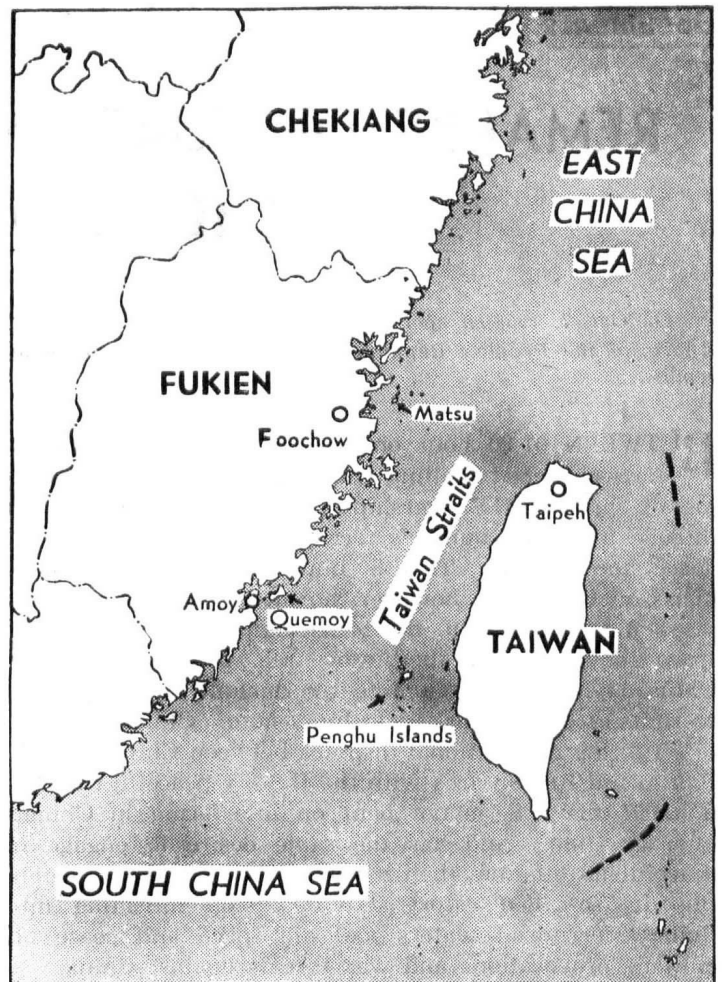 CHEKIANG
EAST
CHINA
SEA
FUKIEN
Matsu
Foochow
Taiwan Straits
Taipeh
Amoy
Quemoy
TAIWAN
Penghu Islands
SOUTH CHINA SEA